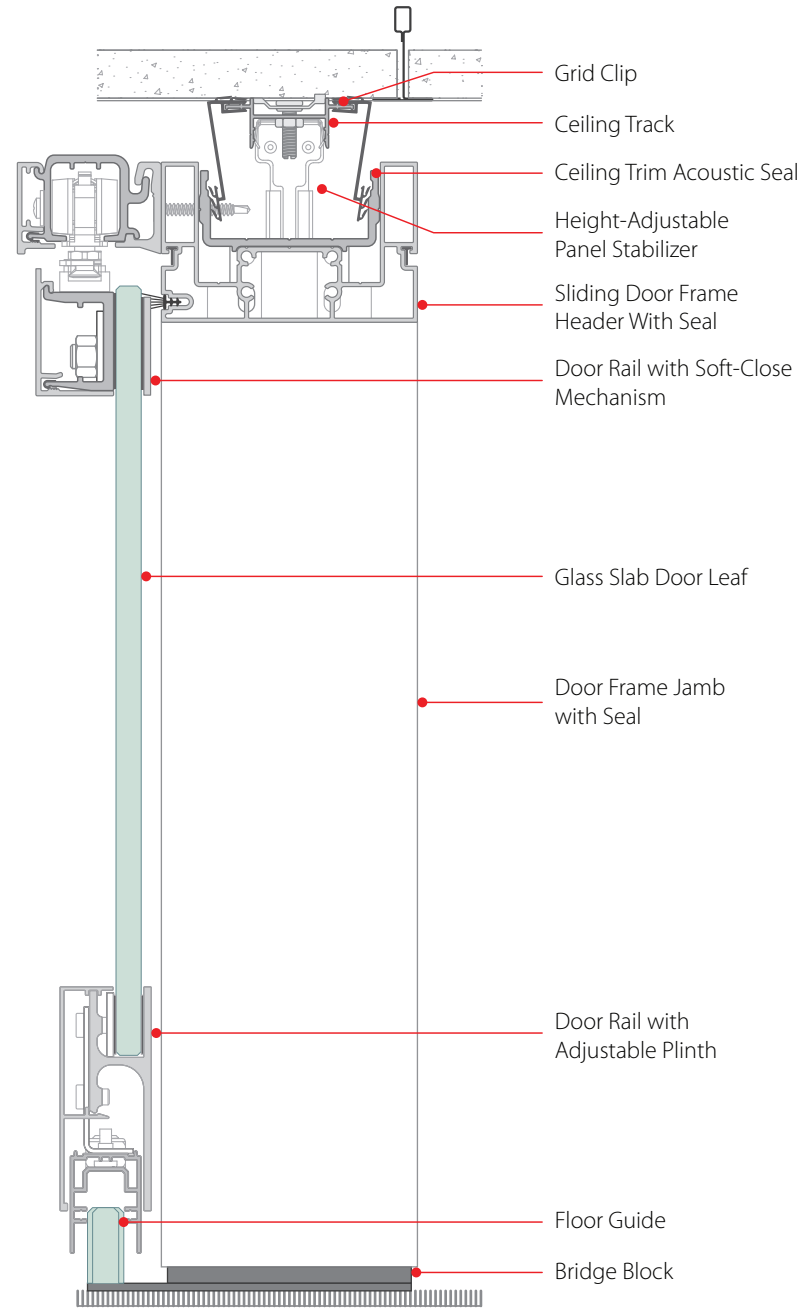 Grid Clip
Ceiling Track
Ceiling Trim Acoustic Seal
Height-Adjustable
Panel Stabilizer
Sliding Door Frame
Header With Seal
Door Rail with Soft-Close
Mechanism
Glass Slab Door Leaf
Door Frame Jamb
with Seal
Door Rail with
Adjustable Plinth
Floor Guide
Bridge Block